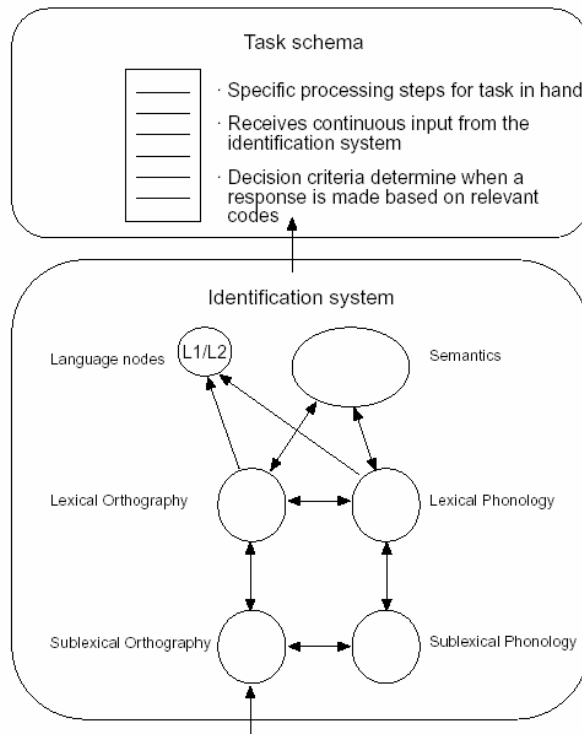 Task schema
· Specific processing steps for task in hand
· Receives continuous input from the
identification system
· Decision criteria determine when a
response is made based on relevant
codes
Identification system
Language nodes
L1/L2
Semantics
Lexical Orthography
Lexical Phonology
Sublexical Orthography
Sublexical Phonology